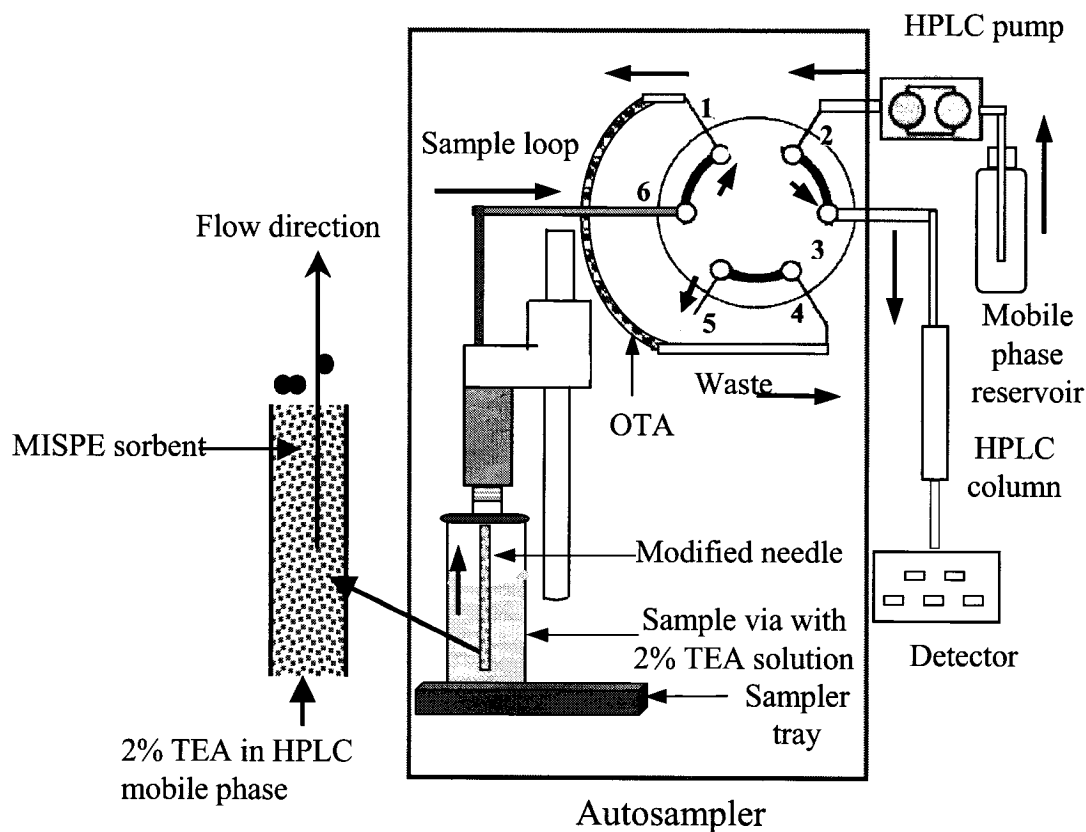 HPLC pump
1
2
Sample loop
6
Flow direction
3
5
4
Mobile
phase
reservoir
Waste
OTA
MISPE sorbent
HPLC
column
Modified needle
Sample via with
2% TEA solution
Detector
Sampler
tray
2% TEA in HPLC
mobile phase
Autosampler